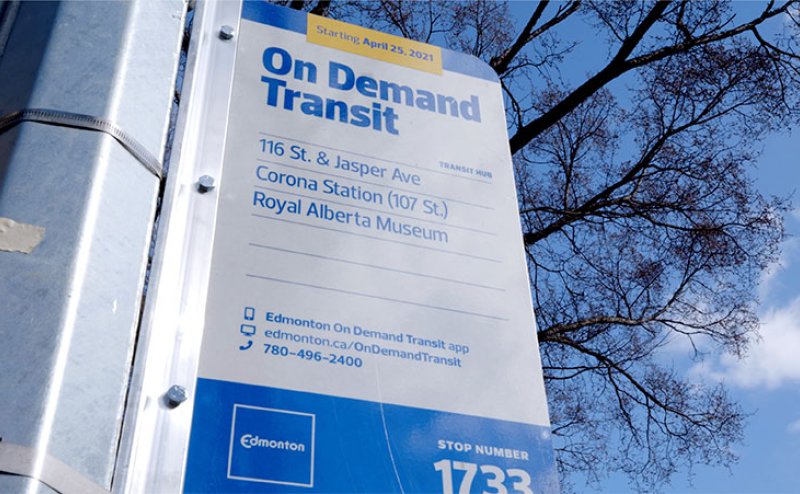 Starting April 25, 2021
On Demand
Transit
TRANSIT HUB
116 St. & Jasper Ave
Corona Station (107 St.)
Royal Alberta Museum
Edmonton On Demand Transit app
edmonton.ca/OnDemandTransit
780-496-2400
Edmonton
STOP NUMBER
1733